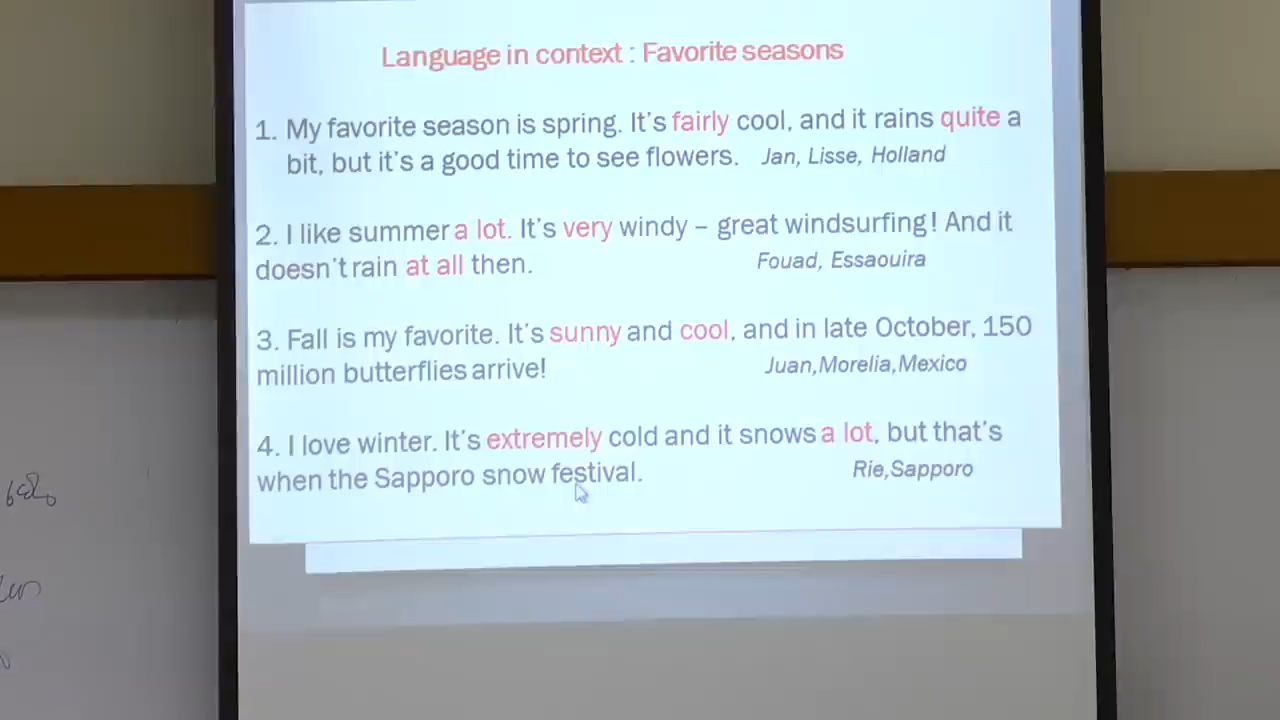 Language in context : Favorite seasons
1. My favorite season is spring. It's fairly cool, and it rains quite a
bit, but it's a good time to see flowers. Jan, Lisse, Holland
2. I like summer a lot. It's very windy – great windsurfing! And it
doesn't rain at all then. Fouad, Essaouira
3. Fall is my favorite. It's sunny and cool, and in late October, 150
million butterflies arrive! Juan,Morelia,Mexico
4. I love winter. It's extremely cold and it snows a lot, but that's
when the Sapporo snow festival. Rie,Sapporo